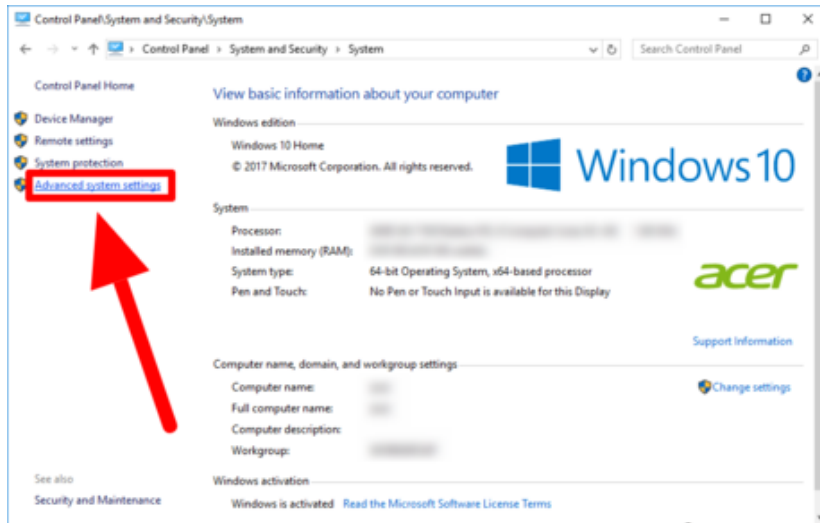 Control Panel\System and Security\System
Control Panel > System and Security > System
Search Control Panel
Control Panel Home
Device Manager
Remote settings
System protection
Advanced system settings
See also
Security and Maintenance
View basic information about your computer
Windows edition
Windows 10 Home
© 2017 Microsoft Corporation. All rights reserved.
Windows 10
System
Processor:
Installed memory (RAM):
System type: 64-bit Operating System, x64-based processor
Pen and Touch: No Pen or Touch Input is available for this Display
acer
Support Information
Computer name, domain, and workgroup settings
Computer name:
Full computer name:
Computer description:
Workgroup:
Change settings
Windows activation
Windows is activated Read the Microsoft Software License Terms